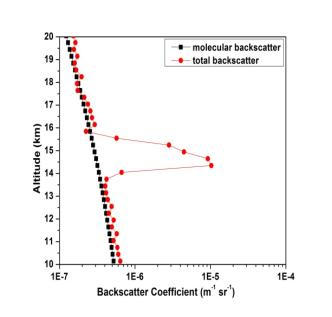 20
19
18
17
16
15
14
13
12
11
10
Altitude (km)
molecular backscatter
total backscatter
1E-7 1E-6 1E-5 1E-4
Backscatter Coefficient (m⁻¹ sr⁻¹)